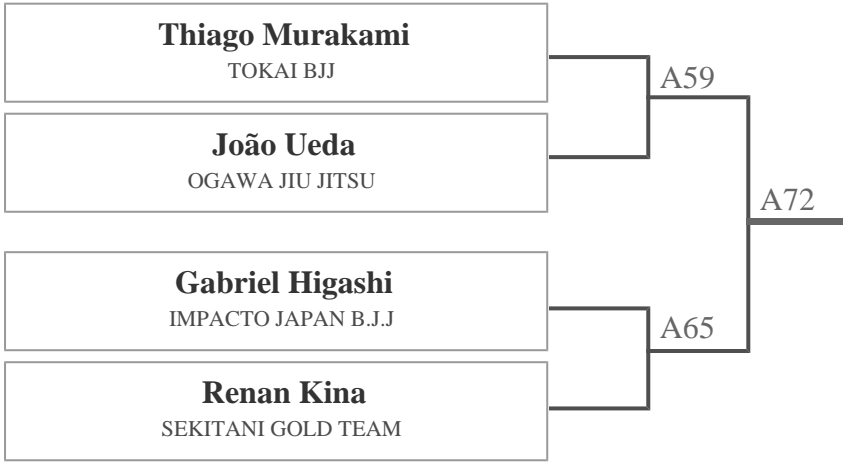 Thiago Murakami
TOKAI BJJ
A59
João Ueda
OGAWA JIU JITSU
A72
Gabriel Higashi
IMPACTO JAPAN B.J.J
A65
Renan Kina
SEKITANI GOLD TEAM